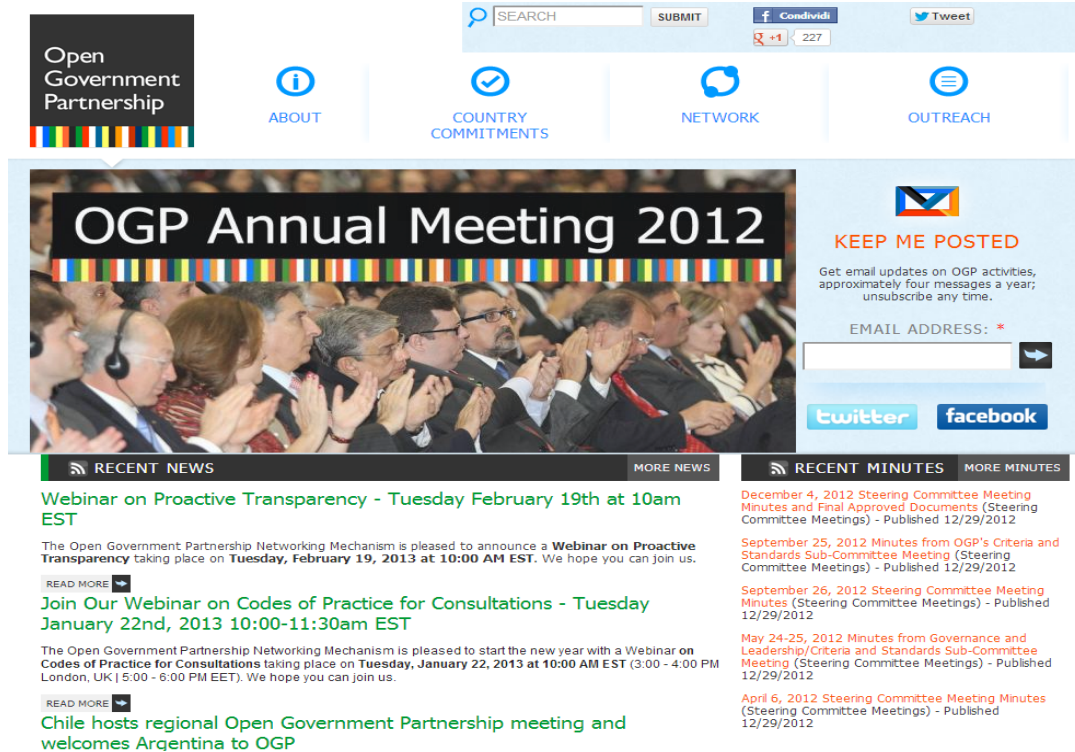 SEARCH
SUBMIT
Condividi
Tweet
+1
227
Open
Government
Partnership
ABOUT
COUNTRY
COMMITMENTS
NETWORK
OUTREACH
OGP Annual Meeting 2012
KEEP ME POSTED
Get email updates on OGP activities,
approximately four messages a year;
unsubscribe any time.
EMAIL ADDRESS: *
twitter
facebook
RECENT NEWS
MORE NEWS
Webinar on Proactive Transparency - Tuesday February 19th at 10am
EST
The Open Government Partnership Networking Mechanism is pleased to announce a Webinar on Proactive
Transparency taking place on Tuesday, February 19, 2013 at 10:00 AM EST. We hope you can join us.
READ MORE
Join Our Webinar on Codes of Practice for Consultations - Tuesday
January 22nd, 2013 10:00-11:30am EST
The Open Government Partnership Networking Mechanism is pleased to start the new year with a Webinar on
Codes of Practice for Consultations taking place on Tuesday, January 22, 2013 at 10:00 AM EST (3:00 - 4:00 PM
London, UK | 5:00 - 6:00 PM EET). We hope you can join us.
READ MORE
Chile hosts regional Open Government Partnership meeting and
welcomes Argentina to OGP
RECENT MINUTES
MORE MINUTES
December 4, 2012 Steering Committee Meeting
Minutes and Final Approved Documents (Steering
Committee Meetings) - Published 12/29/2012
September 25, 2012 Minutes from OGP's Criteria and
Standards Sub-Committee Meeting (Steering
Committee Meetings) - Published 12/29/2012
September 26, 2012 Steering Committee Meeting
Minutes (Steering Committee Meetings) - Published
12/29/2012
May 24-25, 2012 Minutes from Governance and
Leadership/Criteria and Standards Sub-Committee
Meeting (Steering Committee Meetings) - Published
12/29/2012
April 6, 2012 Steering Committee Meeting Minutes
(Steering Committee Meetings) - Published
12/29/2012